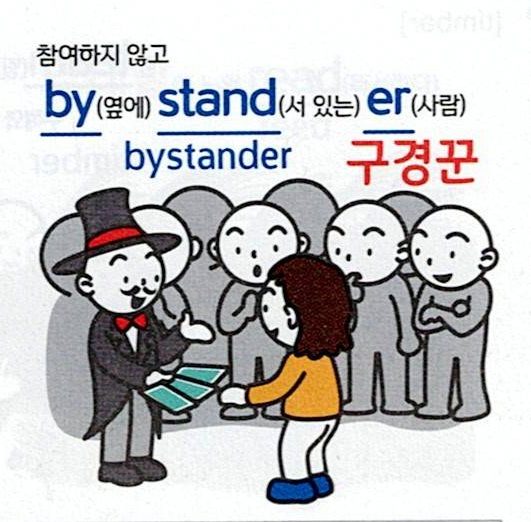 참여하지 않고
by(옆에) stand(서 있는) er(사람)
bystander 구경꾼